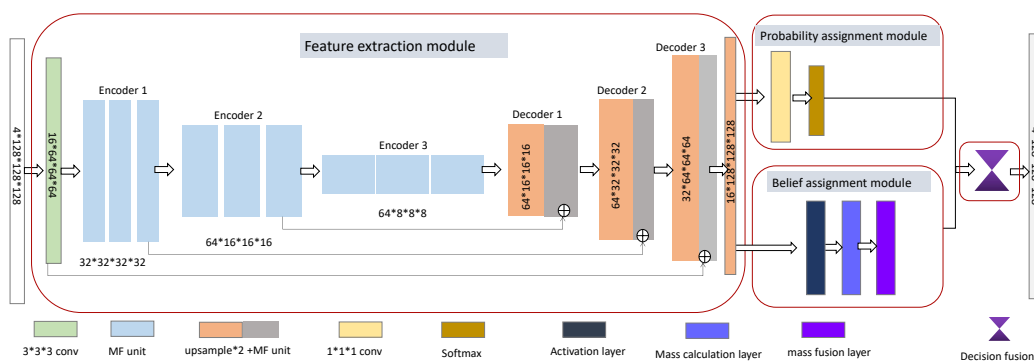 Feature extraction module
Probability assignment module
Decoder 3
Encoder 1
Decoder 2
Encoder 2
Decoder 1
Encoder 3
4*128*128*128
16*64*64*64
64*16*16*16
64*32*32*32
32*64*64*64
16*128*128*128
Belief assignment module
64*8*8*8
64*16*16*16
32*32*32*32
3*3*3 conv
MF unit
upsample*2 +MF unit
1*1*1 conv
Softmax
Activation layer
Mass calculation layer
mass fusion layer
Decision fusion